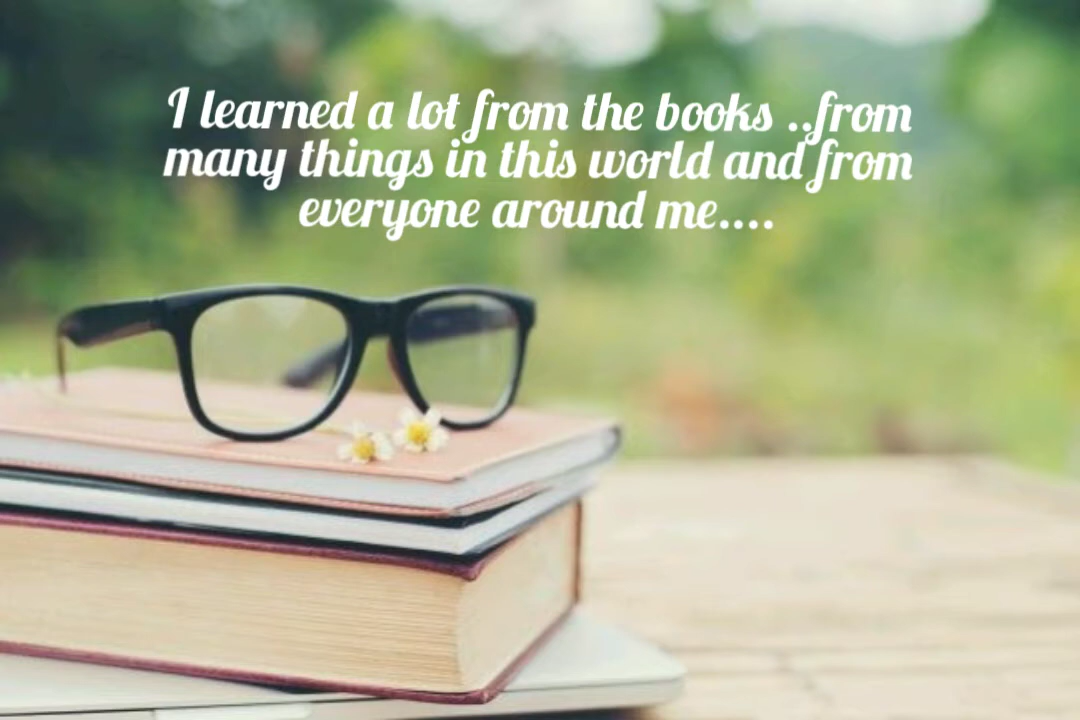 I learned a lot from the books ..from
many things in this world and from
everyone around me....